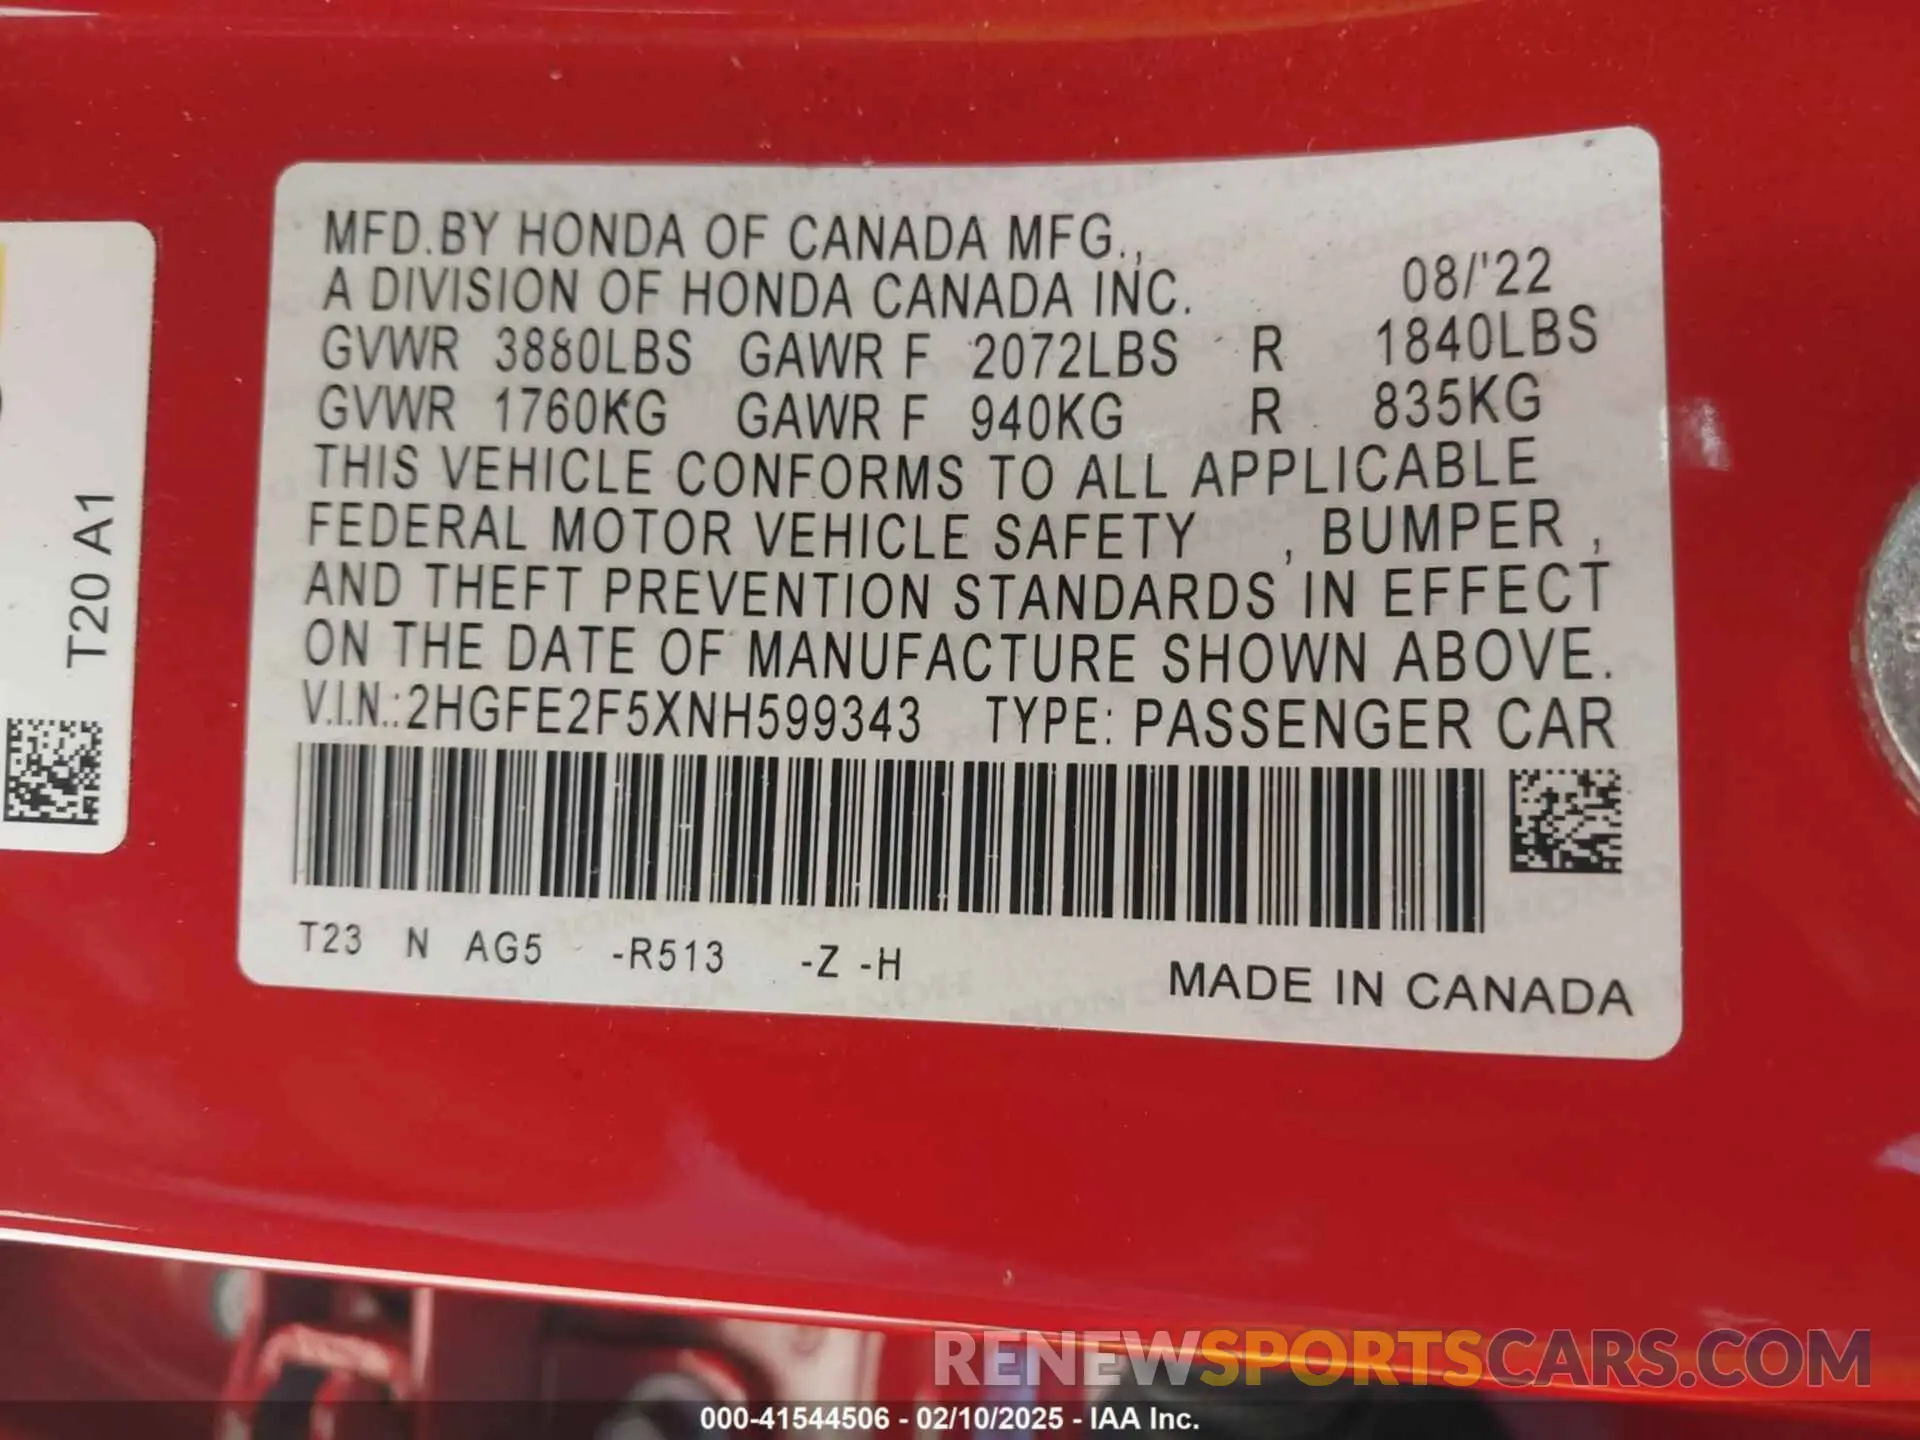 MFD.BY HONDA OF CANADA MFG.,
A DIVISION OF HONDA CANADA INC. 08/'22
GVWR 3880LBS GAWR F 2072LBS R 1840LBS
GVWR 1760KG GAWR F 940KG R 835KG
THIS VEHICLE CONFORMS TO ALL APPLICABLE
FEDERAL MOTOR VEHICLE SAFETY , BUMPER ,
AND THEFT PREVENTION STANDARDS IN EFFECT
ON THE DATE OF MANUFACTURE SHOWN ABOVE.
V.I.N.:2HGFE2F5XNH599343 TYPE: PASSENGER CAR
T23 N AG5 -R513 -Z -H
MADE IN CANADA
T20 A1
RENEWSPORTSCARS.COM
000-41544506 - 02/10/2025 - IAA Inc.